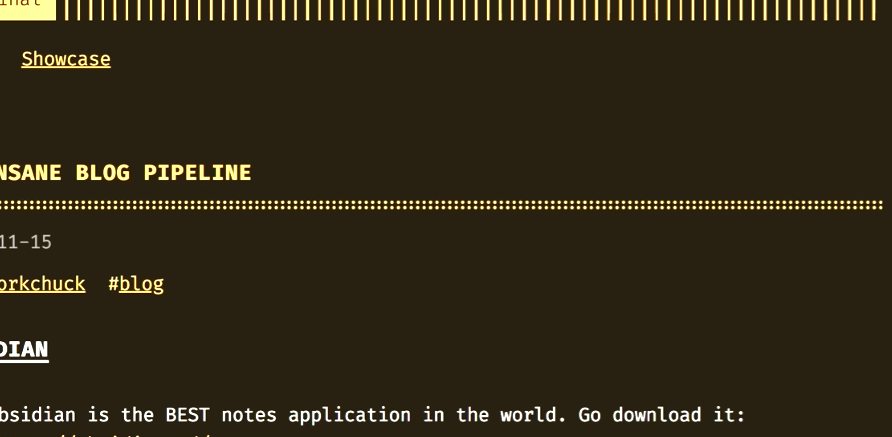 Showcase
NSANE BLOG PIPELINE
11-15
orkchuck #blog
DIAN
bsidian is the BEST notes application in the world. Go download it: